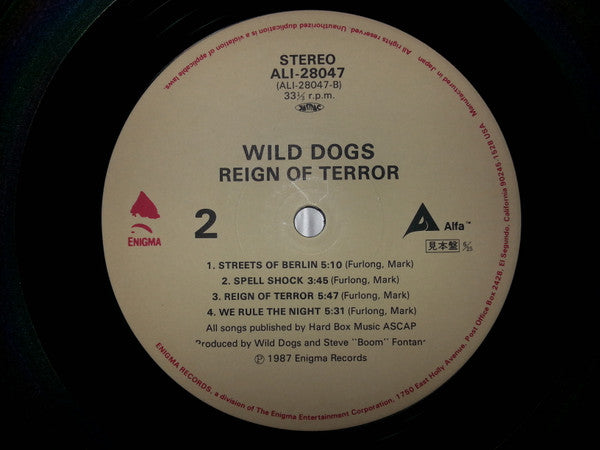 STEREO
ALI-28047
(ALI-28047-B)
33⅓ r.p.m.
JASRAC
WILD DOGS
REIGN OF TERROR
ENIGMA
2
Alfa™
見本盤
1. STREETS OF BERLIN 5:10 (Furlong, Mark)
2. SPELL SHOCK 3:45 (Furlong, Mark)
3. REIGN OF TERROR 5:47 (Furlong, Mark)
4. WE RULE THE NIGHT 5:31 (Furlong, Mark)
All songs published by Hard Box Music ASCAP
Produced by Wild Dogs and Steve "Boom" Fontan
Ⓟ 1987 Enigma Records
ENIGMA RECORDS, a division of The Enigma Entertainment Corporation, 1750 East Holly Avenue, Post Office Box 2428, El Segundo, California 90245-1528 USA
Manufactured in Japan
All rights reserved. Unauthorized duplication is a violation of applicable laws.